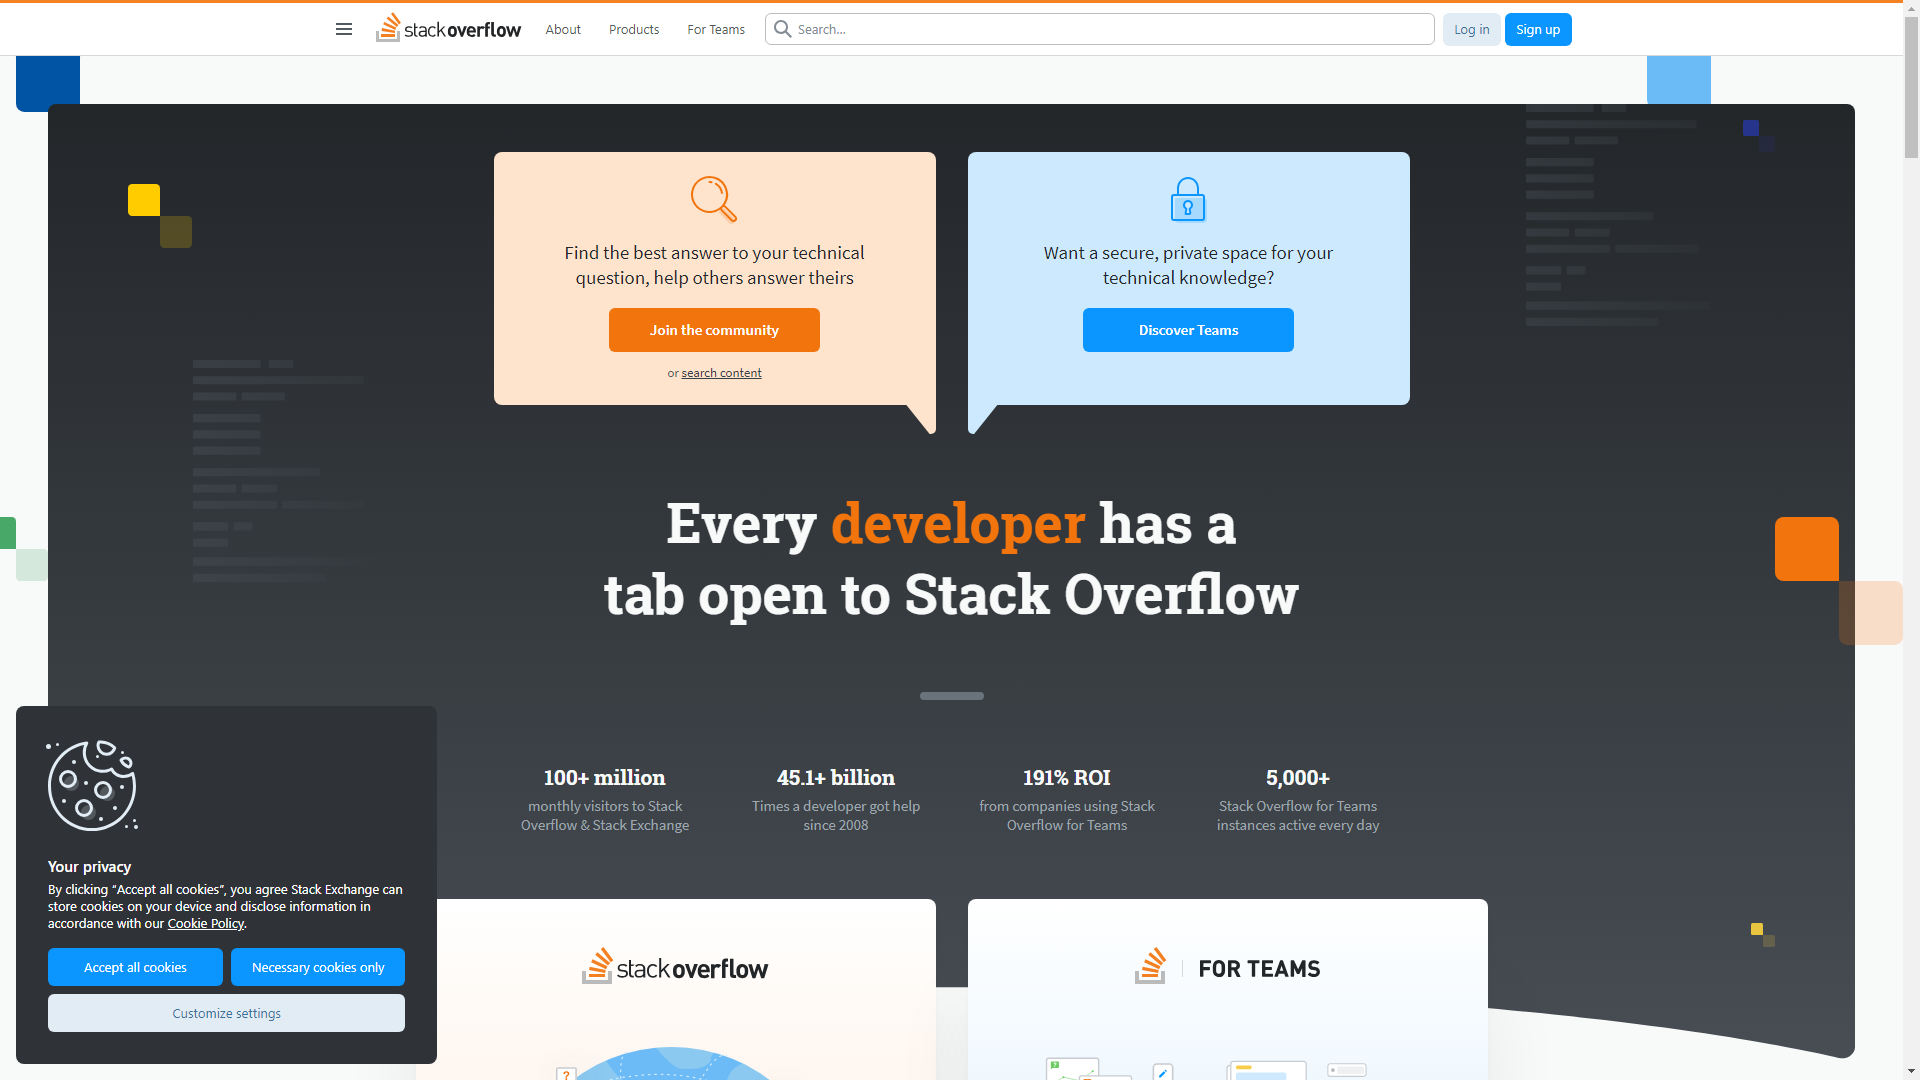 stackoverflow
About
Products
For Teams
Search...
Log in
Sign up
Find the best answer to your technical
question, help others answer theirs
Join the community
or search content
Want a secure, private space for your
technical knowledge?
Discover Teams
Every developer has a
tab open to Stack Overflow
100+ million
monthly visitors to Stack
Overflow & Stack Exchange
45.1+ billion
Times a developer got help
since 2008
191% ROI
from companies using Stack
Overflow for Teams
5,000+
Stack Overflow for Teams
instances active every day
Your privacy
By clicking “Accept all cookies”, you agree Stack Exchange can
store cookies on your device and disclose information in
accordance with our Cookie Policy.
Accept all cookies
Necessary cookies only
Customize settings
stackoverflow
?
FOR TEAMS
?